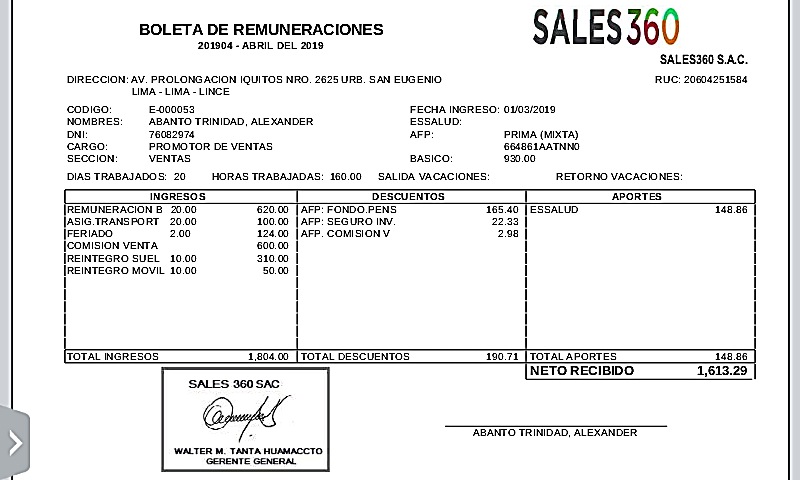 BOLETA DE REMUNERACIONES
201904 - ABRIL DEL 2019
SALES360
SALES360 S.A.C.
DIRECCION: AV. PROLONGACION IQUITOS NRO. 2625 URB. SAN EUGENIO RUC: 20604251584
LIMA - LIMA - LINCE
CODIGO: E-000053 FECHA INGRESO: 01/03/2019
NOMBRES: ABANTO TRINIDAD, ALEXANDER ESSALUD:
DNI: 76082974 AFP: PRIMA (MIXTA)
CARGO: PROMOTOR DE VENTAS 664861AATNN0
SECCION: VENTAS BASICO: 930.00
DIAS TRABAJADOS: 20 HORAS TRABAJADAS: 160.00 SALIDA VACACIONES: RETORNO VACACIONES:
INGRESOS DESCUENTOS APORTES
REMUNERACION B 20.00 620.00 AFP: FONDO.PENS 165.40 ESSALUD 148.86
ASIG.TRANSPORT 20.00 100.00 AFP: SEGURO INV. 22.33
FERIADO 2.00 124.00 AFP. COMISION V 2.98
COMISION VENTA 600.00
REINTEGRO SUEL 10.00 310.00
REINTEGRO MOVIL 10.00 50.00
TOTAL INGRESOS 1,804.00 TOTAL DESCUENTOS 190.71 TOTAL APORTES 148.86
NETO RECIBIDO 1,613.29
SALES 360 SAC
WALTER M. TANTA HUAMACCTO
GERENTE GENERAL
ABANTO TRINIDAD, ALEXANDER